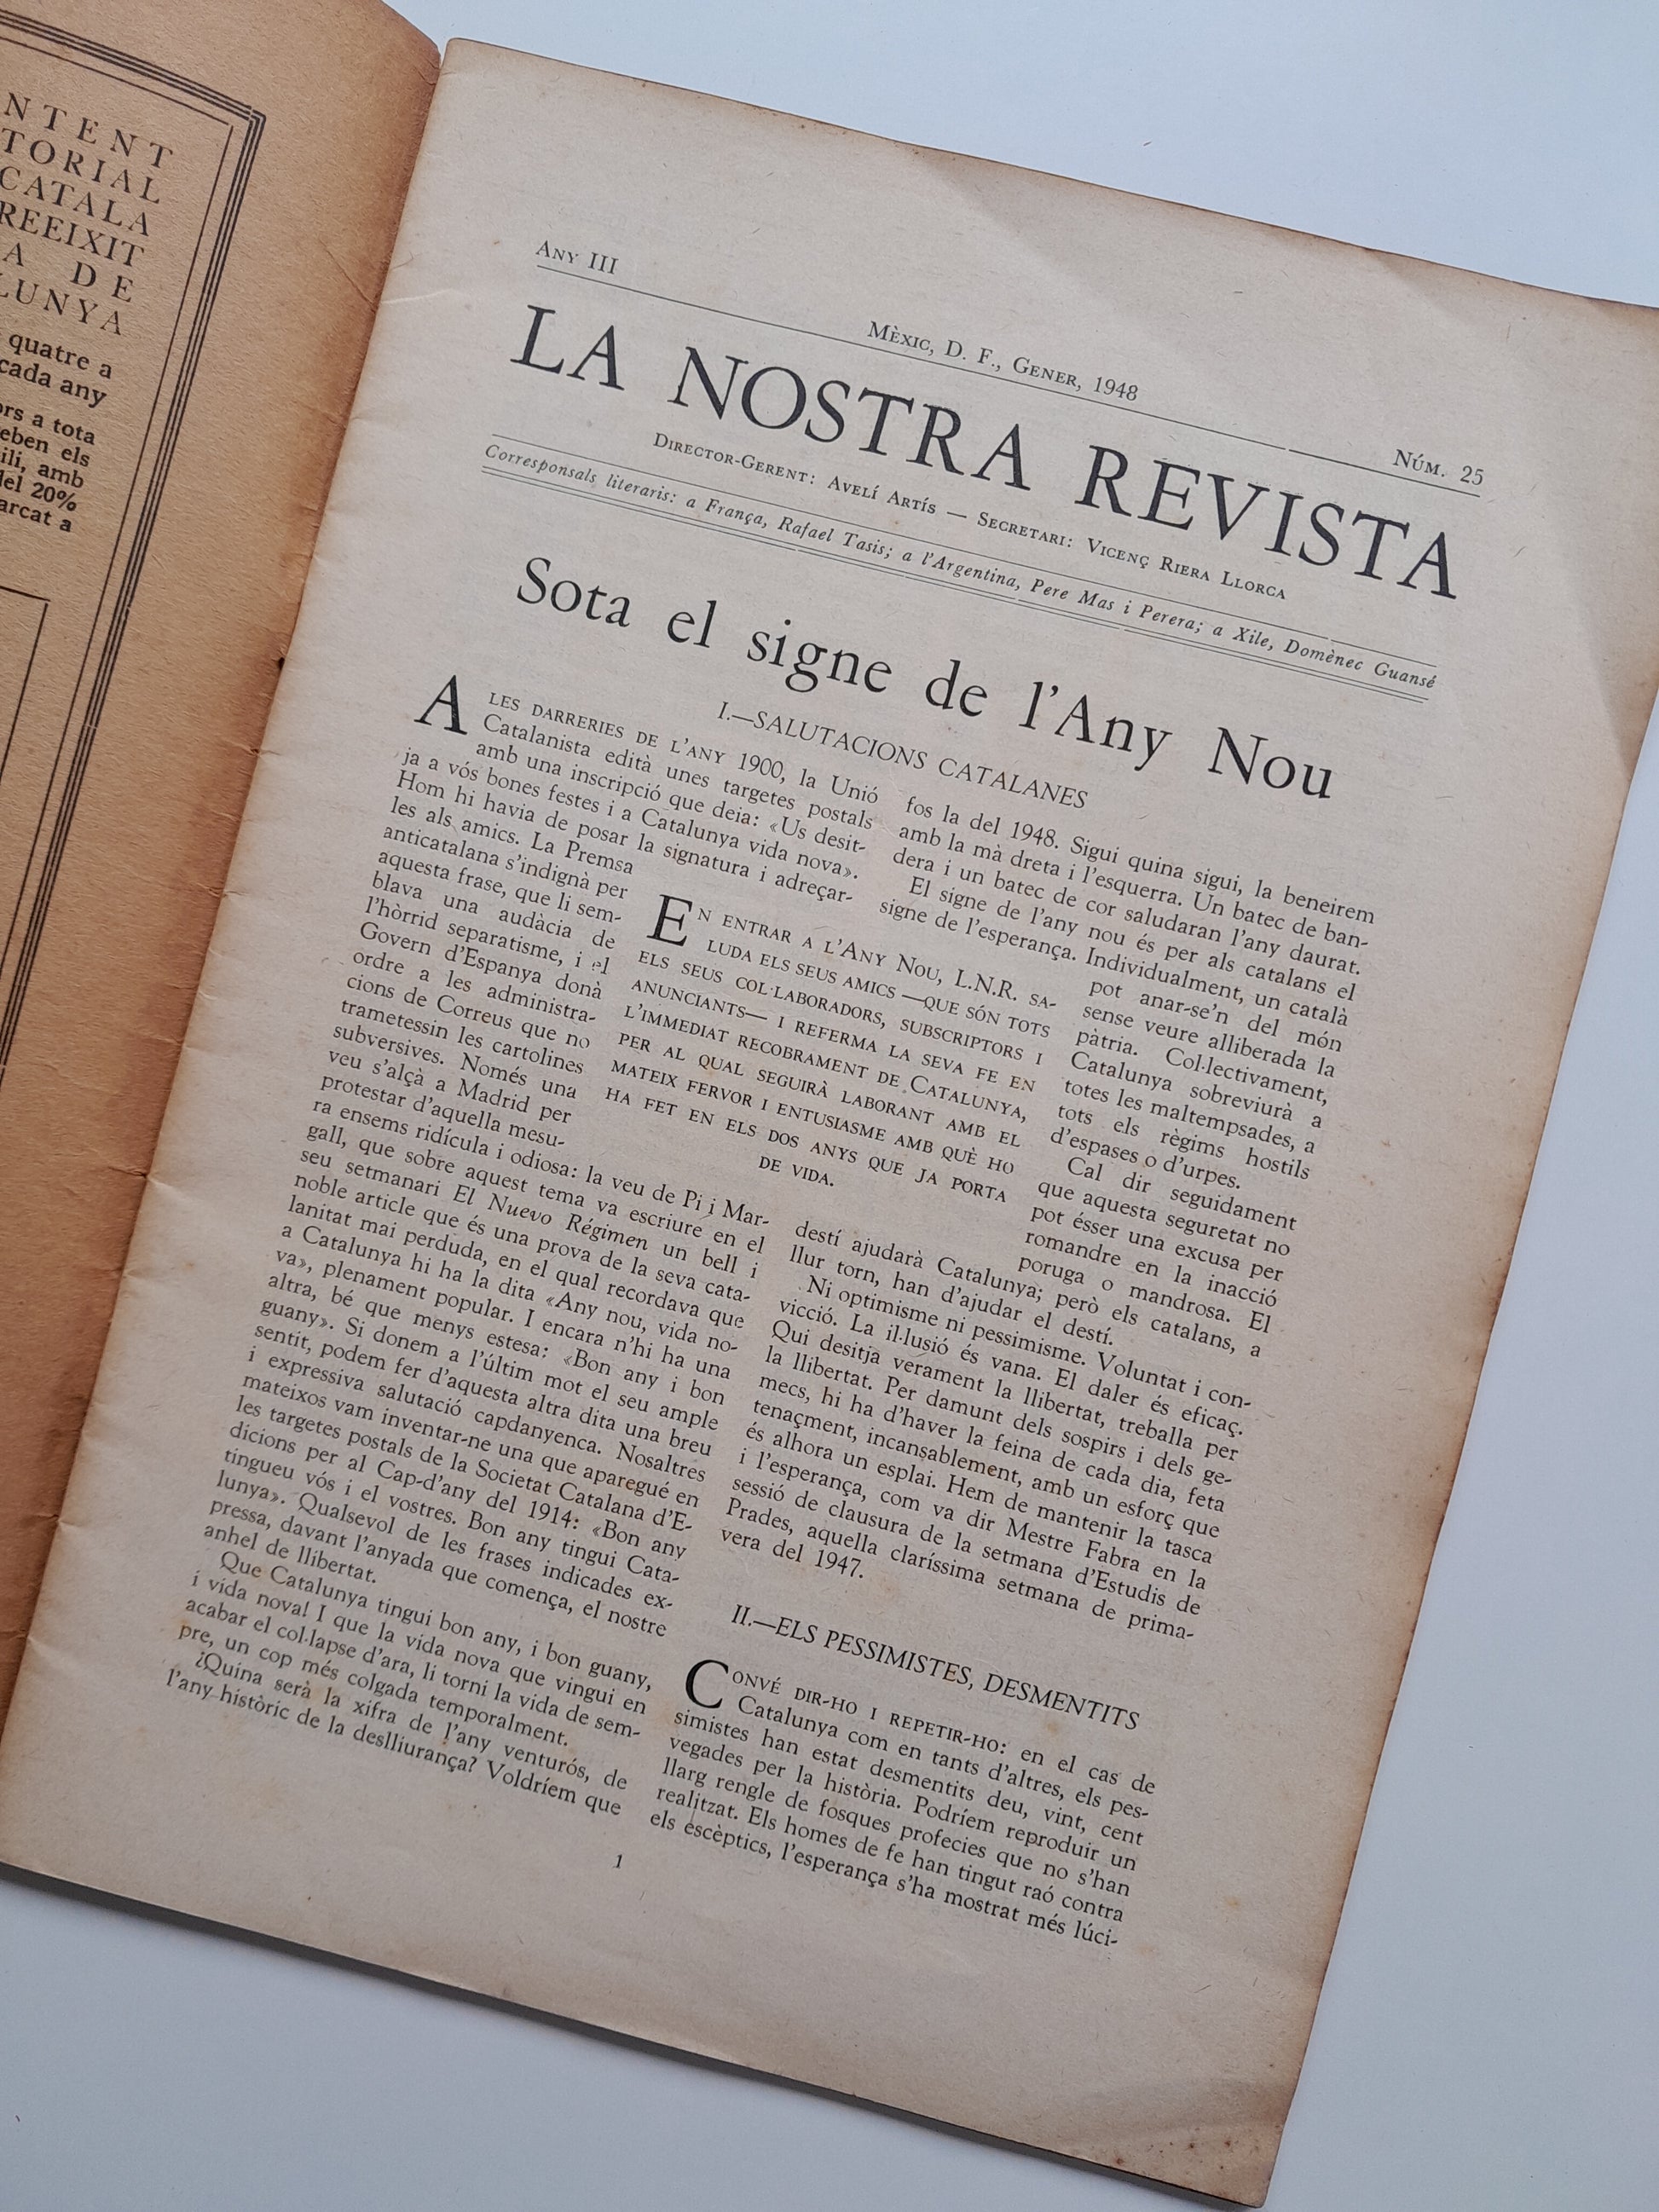 NTENT
TORIAL
CATALA
REEIXIT
A DE
LUNYA
quatre a
cada any
ors a tota
eben els
ili, amb
del 20%
arcat a
Any III
Mèxic, D. F., Gener, 1948
Núm. 25
LA NOSTRA REVISTA
Director-Gerent: Avelí Artís — Secretari: Vicenç Riera Llorca
Corresponsals literaris: a França, Rafael Tasis; a l'Argentina, Pere Mas i Perera; a Xile, Domènec Guansé
Sota el signe de l'Any Nou
I.—SALUTACIONS CATALANES
A les darreries de l'any 1900, la Unió
Catalanista edità unes targetes postals
amb una inscripció que deia: «Us desit-
ja a vós bones festes i a Catalunya vida nova».
Hom hi havia de posar la signatura i adreçar-
les als amics. La Premsa
anticatalana s'indignà per
aquesta frase, que li sem-
blava una audàcia de
l'hòrrid separatisme, i el
Govern d'Espanya donà
ordre a les administra-
cions de Correus que no
trametessin les cartolines
subversives. Només una
veu s'alçà a Madrid per
protestar d'aquella mesu-
ra ensems ridícula i odiosa: la veu de Pi i Mar-
gall, que sobre aquest tema va escriure en el
seu setmanari El Nuevo Régimen un bell i
noble article que és una prova de la seva cata-
lanitat mai perduda, en el qual recordava que
a Catalunya hi ha la dita «Any nou, vida no-
va», plenament popular. I encara n'hi ha una
altra, bé que menys estesa: «Bon any i bon
guany». Si donem a l'últim mot el seu ample
sentit, podem fer d'aquesta altra dita una breu
i expressiva salutació capdanyenca. Nosaltres
mateixos vam inventar-ne una que aparegué en
les targetes postals de la Societat Catalana d'E-
dicions per al Cap-d'any del 1914: «Bon any
tingueu vós i el vostres. Bon any tingui Cata-
lunya». Qualsevol de les frases indicades ex-
pressa, davant l'anyada que comença, el nostre
anhel de llibertat.
Que Catalunya tingui bon any, i bon guany,
i vida nova! I que la vida nova que vingui en
acabar el col·lapse d'ara, li torni la vida de sem-
pre, un cop més colgada temporalment.
¿Quina serà la xifra de l'any venturós, de
l'any històric de la deslliurança? Voldríem que
En entrar a l'Any Nou, L.N.R. sa-
luda els seus amics —que són tots
els seus col·laboradors, subscriptors i
anunciants— i referma la seva fe en
l'immediat recobrament de Catalunya,
per al qual seguirà laborant amb el
mateix fervor i entusiasme amb què ho
ha fet en els dos anys que ja porta
de vida.
fos la del 1948. Sigui quina sigui, la beneirem
amb la mà dreta i l'esquerra. Un batec de ban-
dera i un batec de cor saludaran l'any daurat.
El signe de l'any nou és per als catalans el
signe de l'esperança. Individualment, un català
pot anar-se'n del món
sense veure alliberada la
pàtria. Col·lectivament,
Catalunya sobreviurà a
totes les maltempsades, a
tots els règims hostils
d'espases o d'urpes.
Cal dir seguidament
que aquesta seguretat no
pot ésser una excusa per
romandre en la inacció
poruga o mandrosa. El
destí ajudarà Catalunya; però els catalans, a
llur torn, han d'ajudar el destí.
Ni optimisme ni pessimisme. Voluntat i con-
vicció. La il·lusió és vana. El daler és eficaç.
Qui desitja verament la llibertat, treballa per
la llibertat. Per damunt dels sospirs i dels ge-
mecs, hi ha d'haver la feina de cada dia, feta
tenaçment, incansablement, amb un esforç que
és alhora un esplai. Hem de mantenir la tasca
i l'esperança, com va dir Mestre Fabra en la
sessió de clausura de la setmana d'Estudis de
Prades, aquella claríssima setmana de prima-
vera del 1947.
II.—ELS PESSIMISTES, DESMENTITS
Convé dir-ho i repetir-ho: en el cas de
Catalunya com en tants d'altres, els pes-
simistes han estat desmentits deu, vint, cent
vegades per la història. Podríem reproduir un
llarg rengle de fosques profecies que no s'han
realitzat. Els homes de fe han tingut raó contra
els escèptics, l'esperança s'ha mostrat més lúci-
1